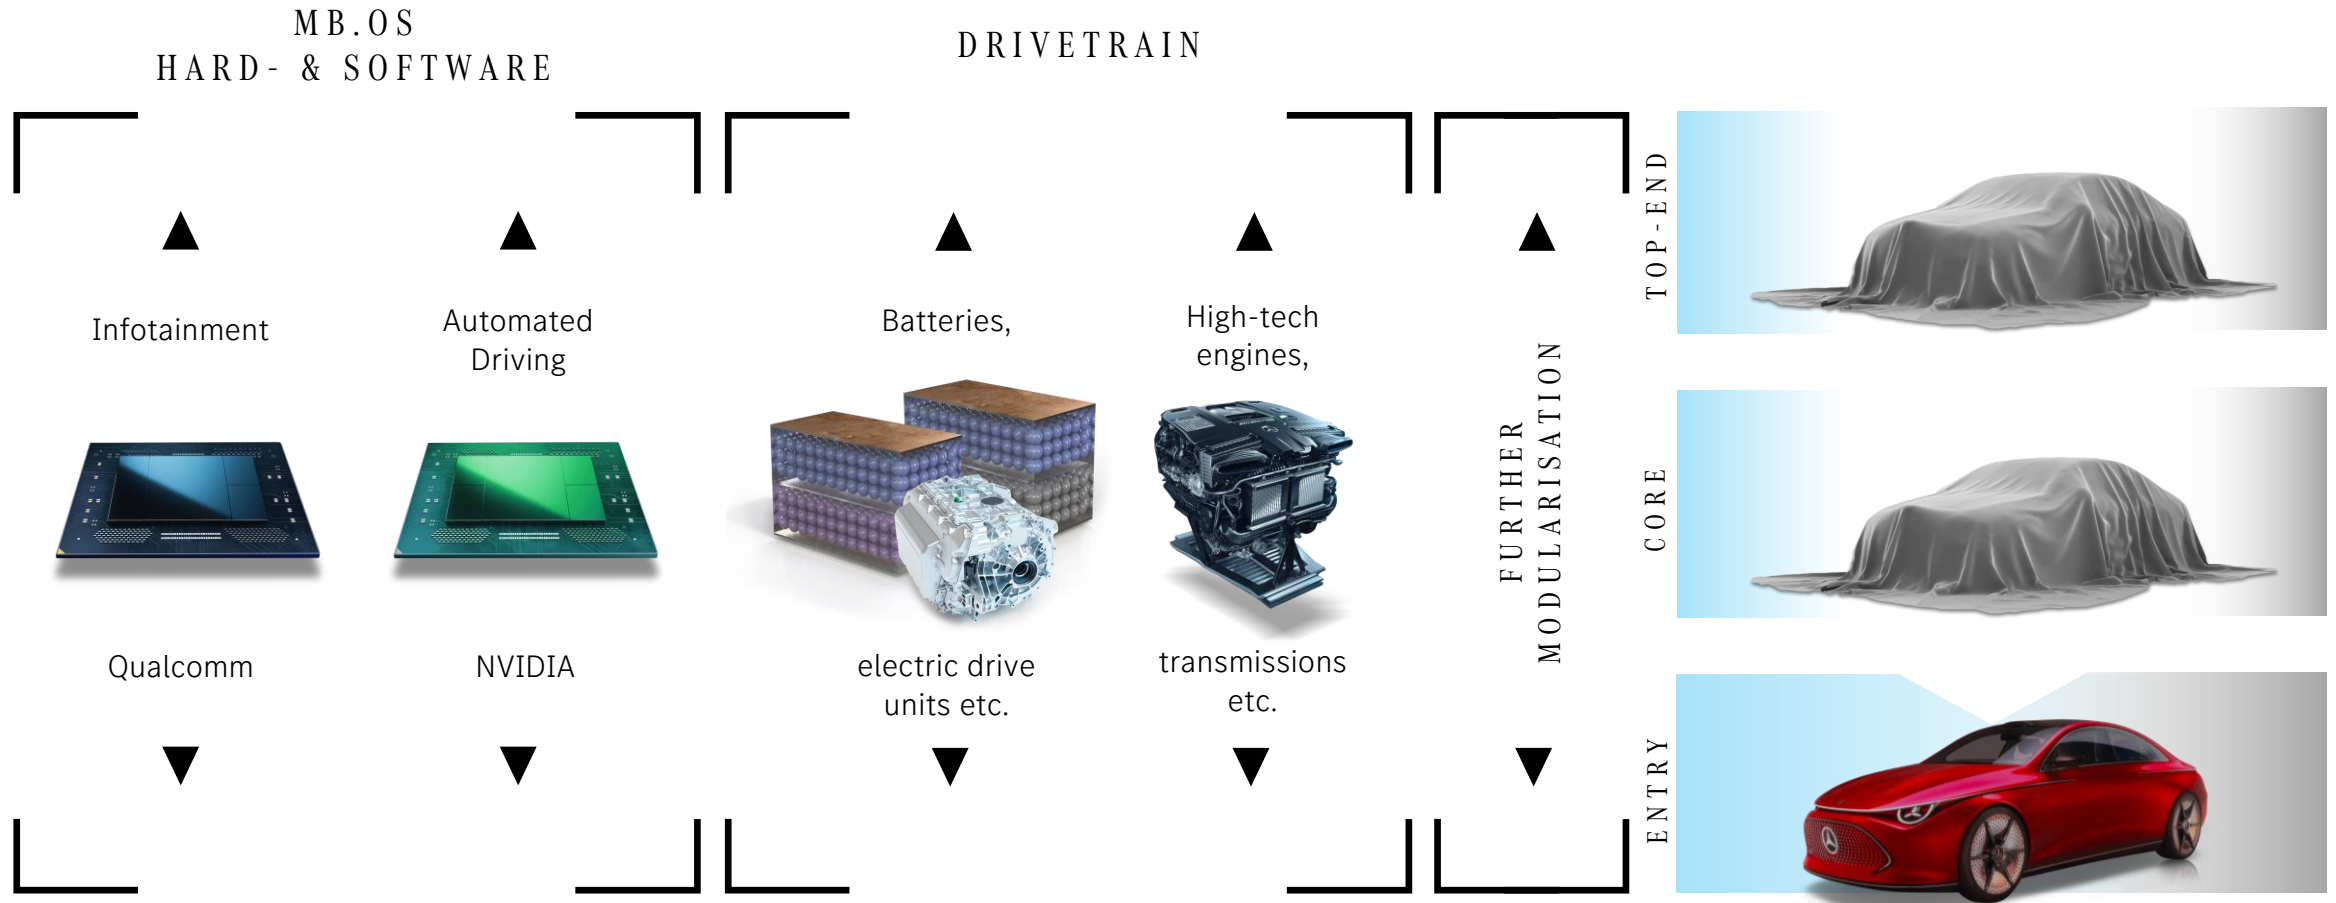 MB.OS
HARD- & SOFTWARE
DRIVETRAIN
Infotainment
Automated
Driving
Qualcomm
NVIDIA
Batteries,
electric drive
units etc.
High-tech
engines,
transmissions
etc.
FURTHER
MODULARISATION
TOP-END
CORE
ENTRY